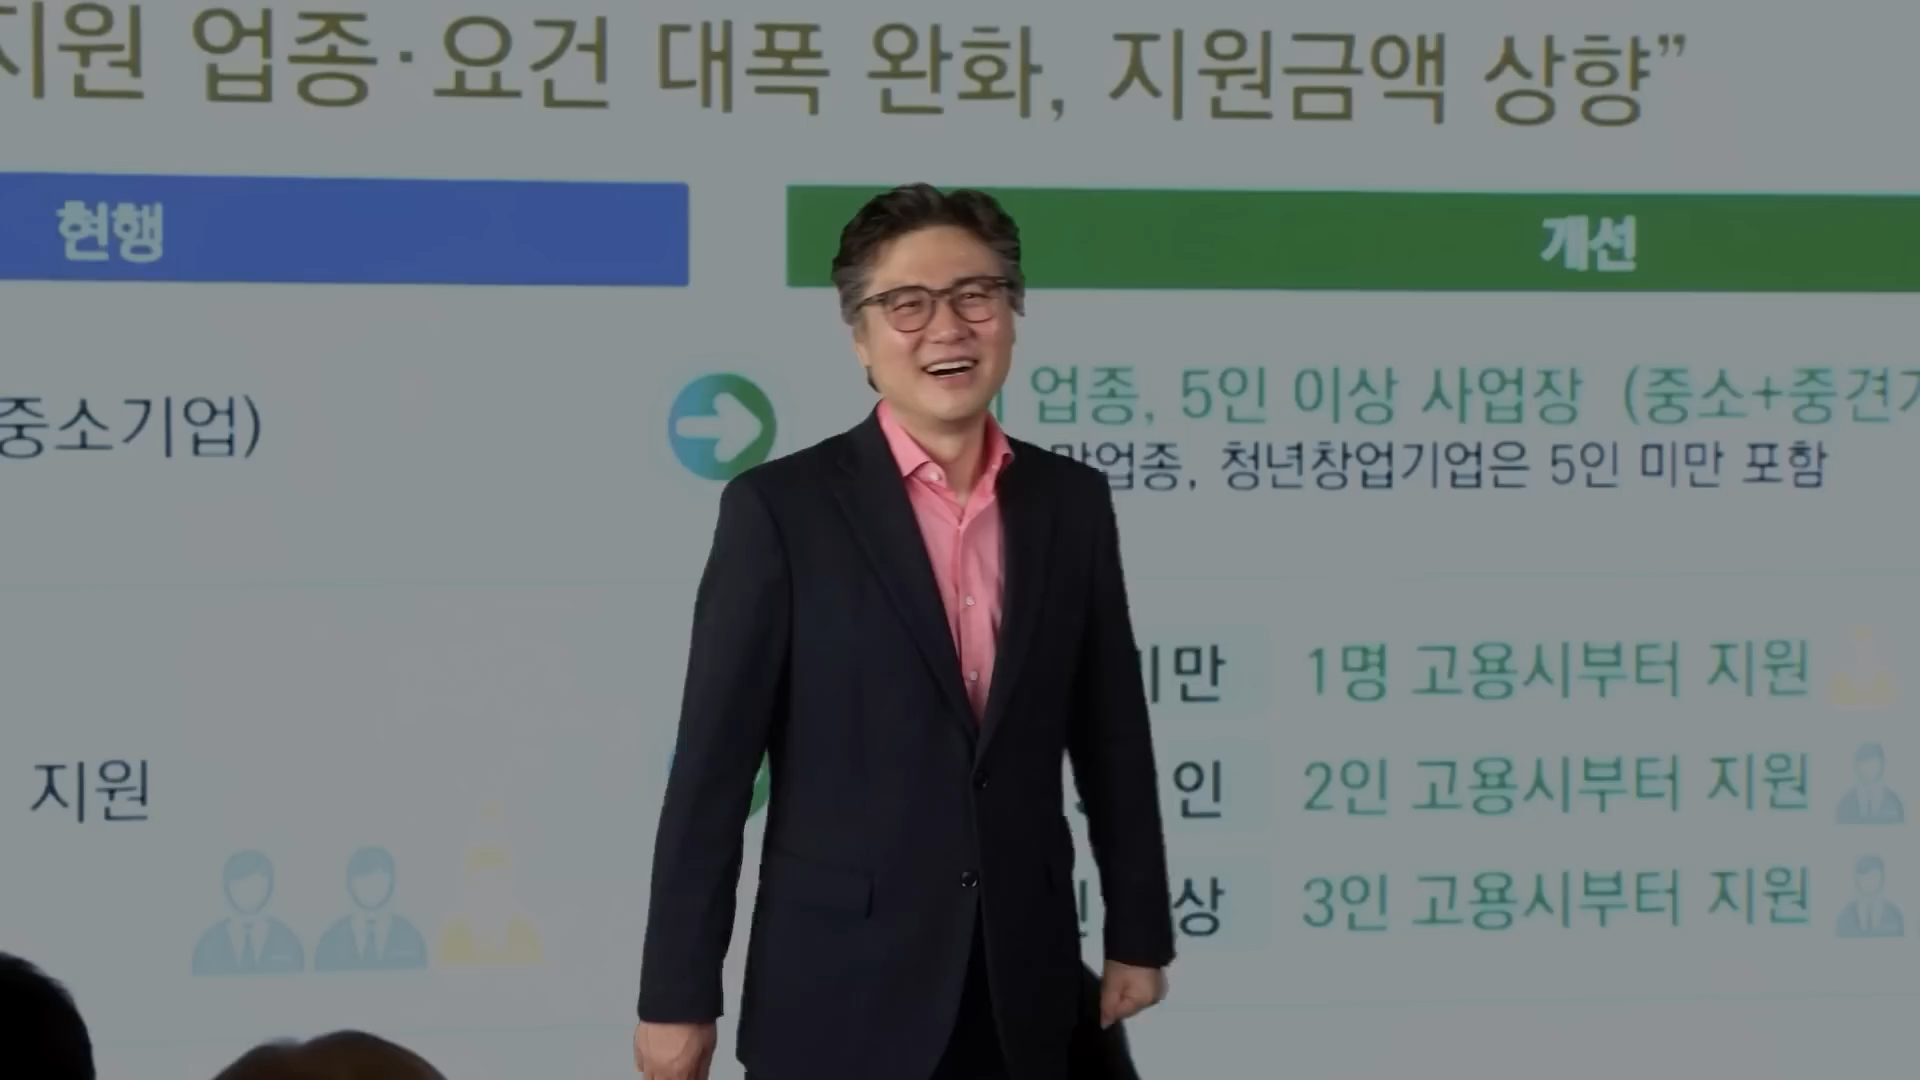 지원 업종·요건 대폭 완화, 지원금액 상향”
현행
개선
중소기업)
업종, 5인 이상 사업장 (중소+중견기
업종, 청년창업기업은 5인 미만 포함
미만 1명 고용시부터 지원
지원
인 2인 고용시부터 지원
상 3인 고용시부터 지원